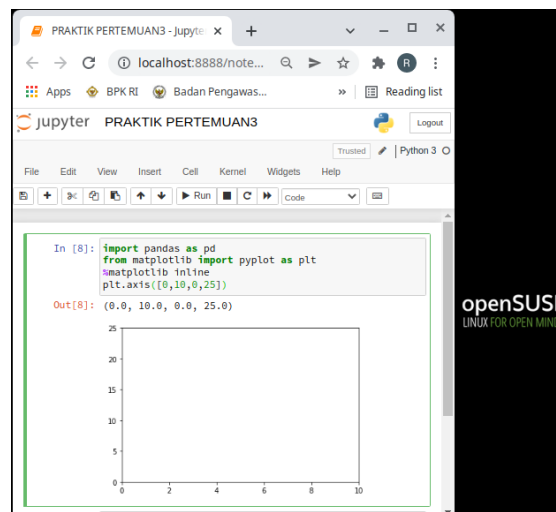 PRAKTIK PERTEMUAN3 - Jupyte
localhost:8888/note...
R
Apps
BPK RI
Badan Pengawas...
»
Reading list
jupyter PRAKTIK PERTEMUAN3
Logout
Trusted
Python 3
File Edit View Insert Cell Kernel Widgets Help
Run
Code
In [8]: import pandas as pd
from matplotlib import pyplot as plt
%matplotlib inline
plt.axis([0,10,0,25])
Out[8]: (0.0, 10.0, 0.0, 25.0)
25
20
15
10
5
0
0 2 4 6 8 10
openSUS
LINUX FOR OPEN MIN